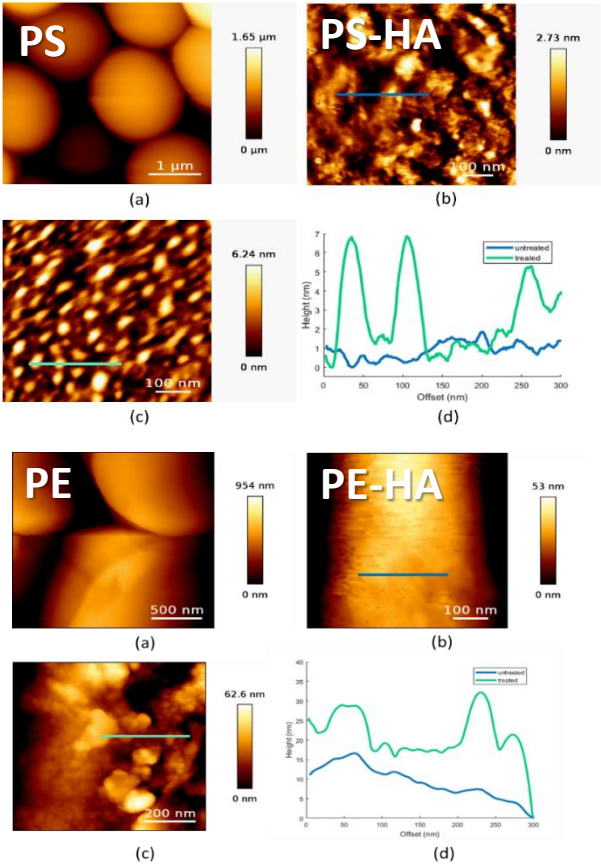 PS
1.65 µm
0 µm
1 µm
(a)
PS-HA
2.73 nm
0 nm
100 nm
(b)
6.24 nm
0 nm
100 nm
(c)
7
6
5
4
3
2
1
0
Height (nm)
untreated
treated
0 50 100 150 200 250 300
Offset (nm)
(d)
PE
954 nm
0 nm
500 nm
(a)
PE-HA
53 nm
0 nm
100 nm
(b)
62.6 nm
0 nm
200 nm
(c)
40
35
30
25
20
15
10
5
0
Height (nm)
untreated
treated
0 50 100 150 200 250 300
Offset (nm)
(d)